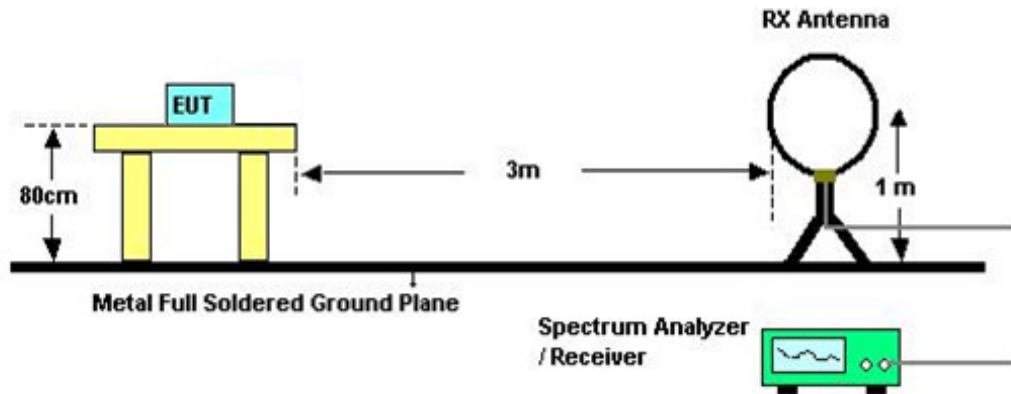 RX Antenna
EUT
80cm
3m
1 m
Metal Full Soldered Ground Plane
Spectrum Analyzer
/ Receiver